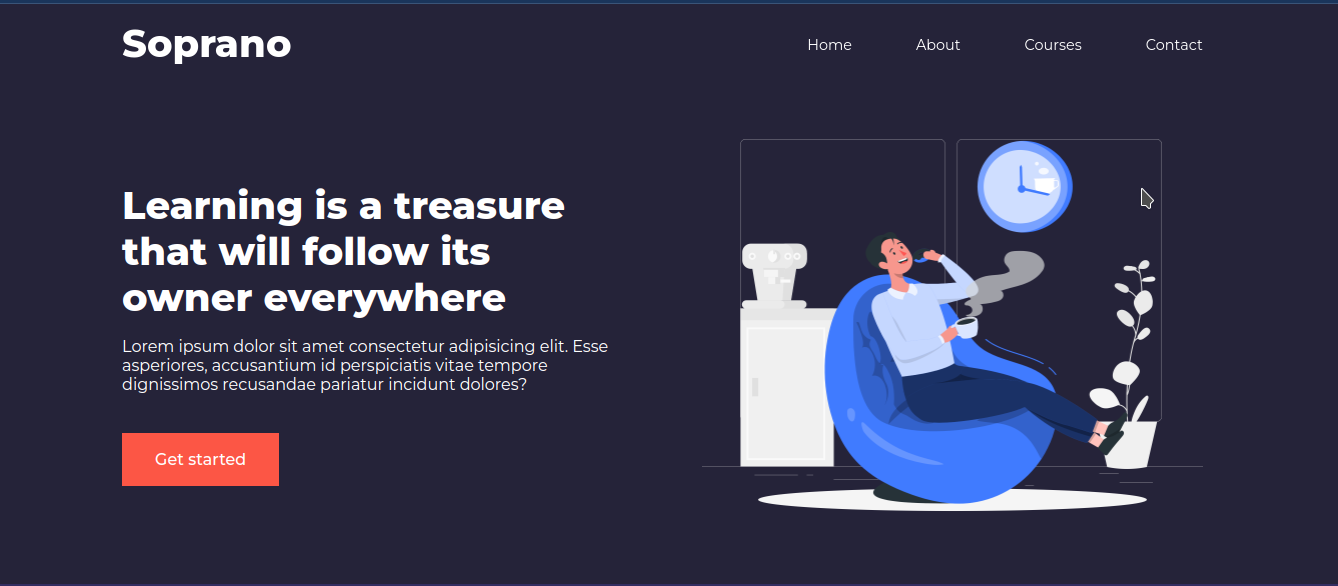 Soprano
Home
About
Courses
Contact
Learning is a treasure
that will follow its
owner everywhere
Lorem ipsum dolor sit amet consectetur adipisicing elit. Esse
asperiores, accusantium id perspiciatis vitae tempore
dignissimos recusandae pariatur incidunt dolores?
Get started